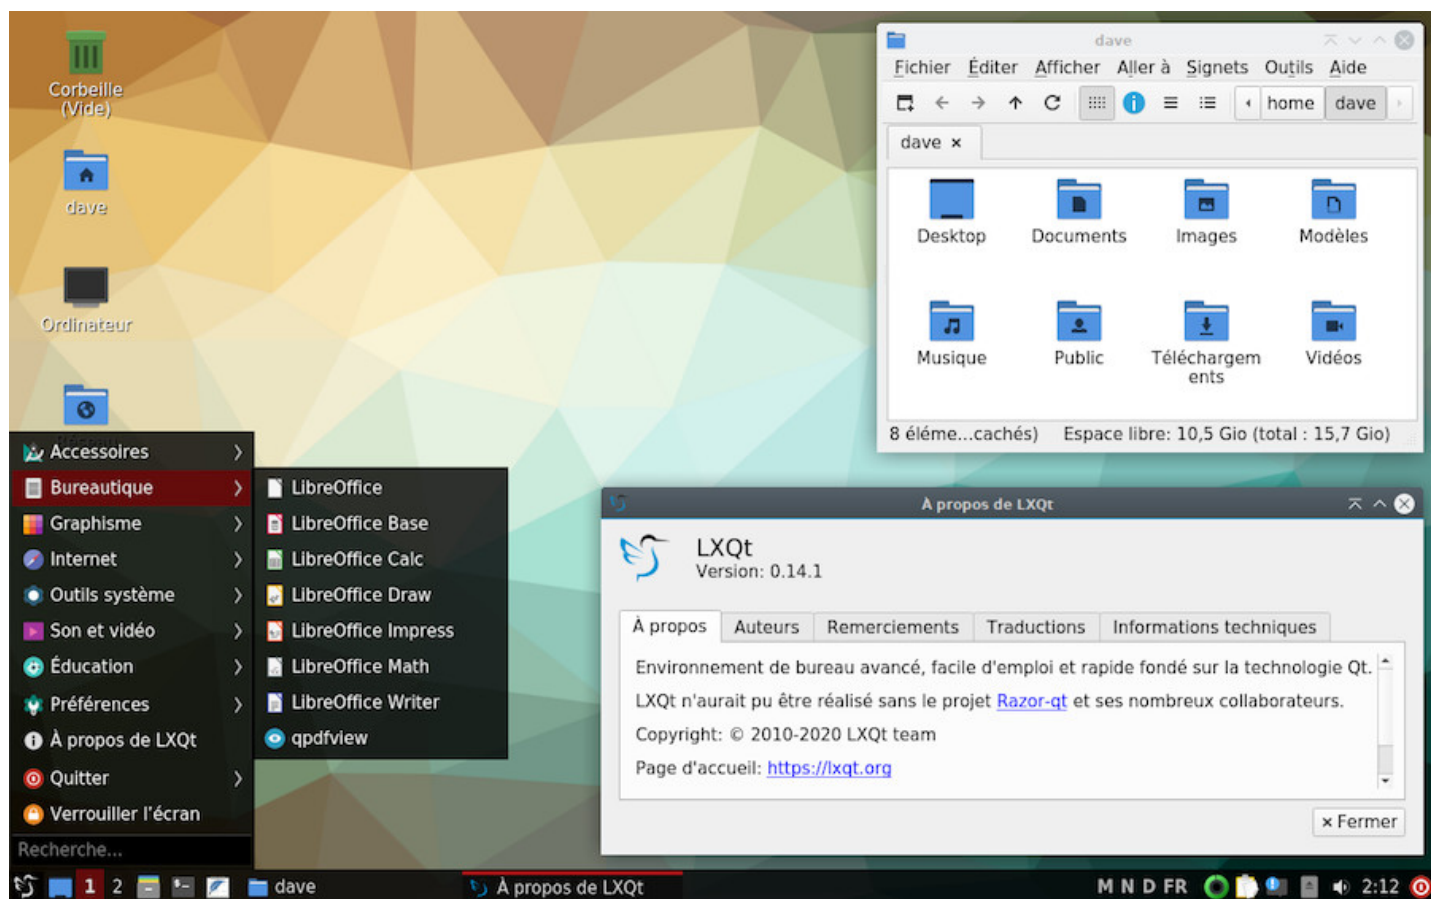 Corbeille
(Vide)
dave
Ordinateur
dave
Fichier Éditer Afficher Aller à Signets Outils Aide
home dave
dave ×
Desktop Documents Images Modèles
Musique Public Téléchargem
ents Vidéos
8 éléme...cachés) Espace libre: 10,5 Gio (total : 15,7 Gio)
Accessoires
Bureautique
Graphisme
Internet
Outils système
Son et vidéo
Éducation
Préférences
À propos de LXQt
Quitter
Verrouiller l'écran
Recherche...
LibreOffice
LibreOffice Base
LibreOffice Calc
LibreOffice Draw
LibreOffice Impress
LibreOffice Math
LibreOffice Writer
qpdfview
À propos de LXQt
LXQt
Version: 0.14.1
À propos Auteurs Remerciements Traductions Informations techniques
Environnement de bureau avancé, facile d'emploi et rapide fondé sur la technologie Qt.
LXQt n'aurait pu être réalisé sans le projet Razor-qt et ses nombreux collaborateurs.
Copyright: © 2010-2020 LXQt team
Page d'accueil: https://lxqt.org
× Fermer
1 2 dave À propos de LXQt M N D FR 2:12